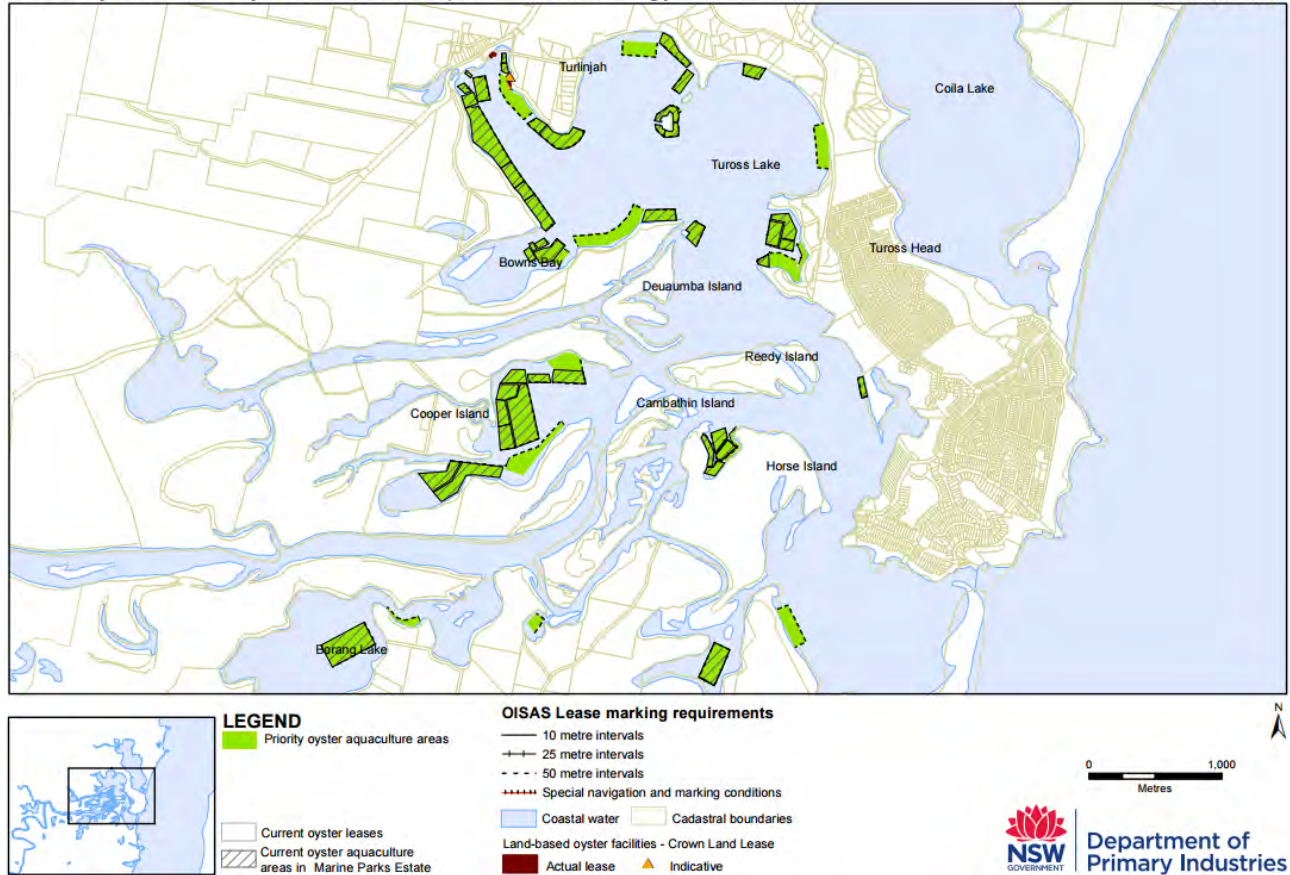 Turlinjah
Coila Lake
Tuross Lake
Tuross Head
Bowns Bay
Deuaumba Island
Reedy Island
Cambathin Island
Cooper Island
Horse Island
Borang Lake
LEGEND
Priority oyster aquaculture areas
Current oyster leases
Current oyster aquaculture
areas in Marine Parks Estate
OISAS Lease marking requirements
10 metre intervals
25 metre intervals
50 metre intervals
Special navigation and marking conditions
Coastal water
Cadastral boundaries
Land-based oyster facilities - Crown Land Lease
Actual lease
Indicative
N
0
1,000
Metres
NSW
GOVERNMENT
Department of
Primary Industries